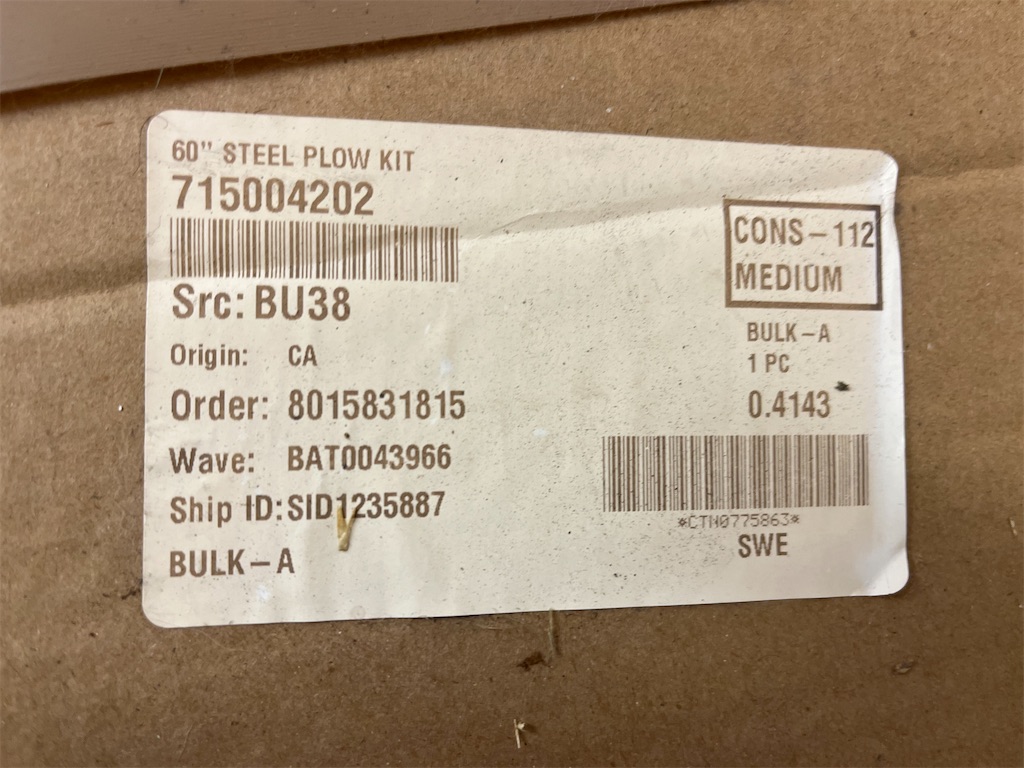 60" STEEL PLOW KIT
715004202
Src: BU38
Origin: CA
Order: 8015831815
Wave: BAT0043966
Ship ID: SID1235887
BULK-A
CONS-112
MEDIUM
BULK-A
1 PC
0.4143
*CTN0775863*
SWE